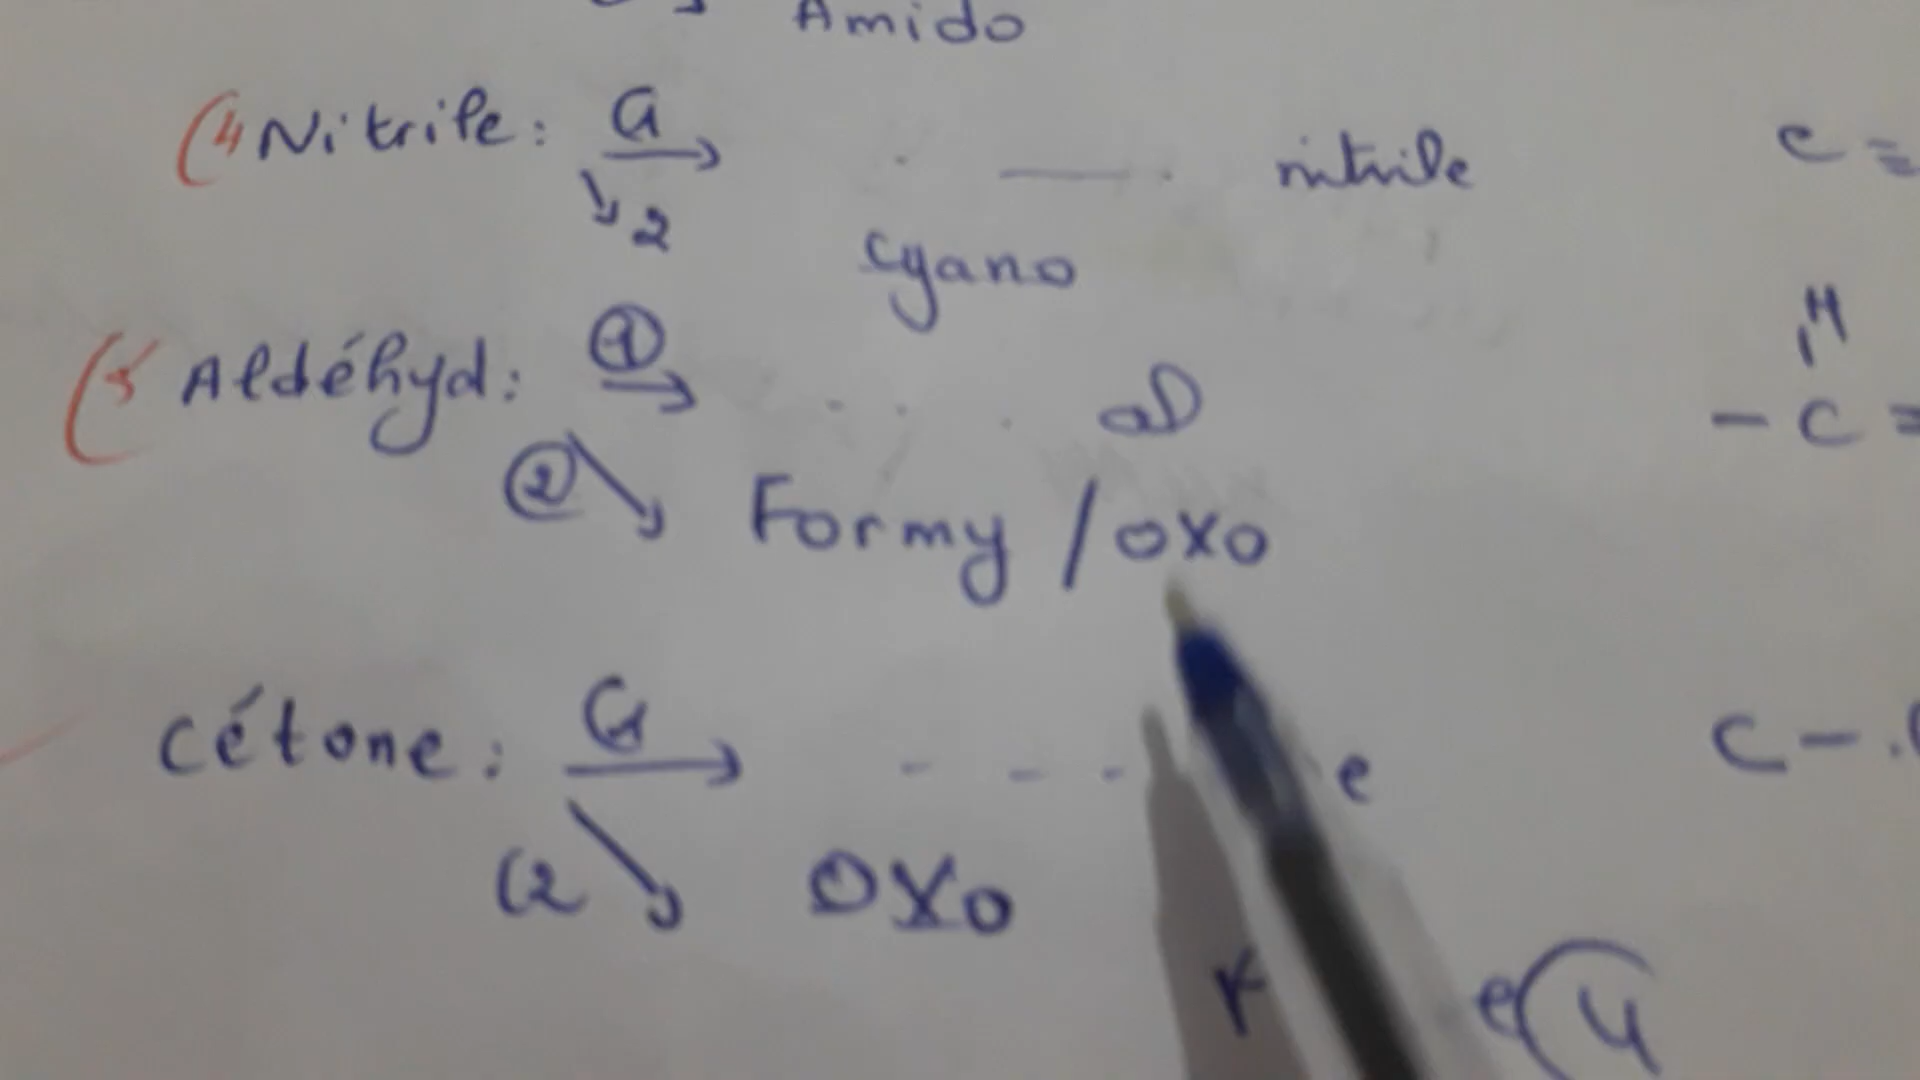 Amido
(4 Nitrile: G nitrile C ≡
2
cyano
H
(5 Aldéhyd: 1 al - C =
2 Formy / oxo
Cétone: G - - - e C -
(2 oxo